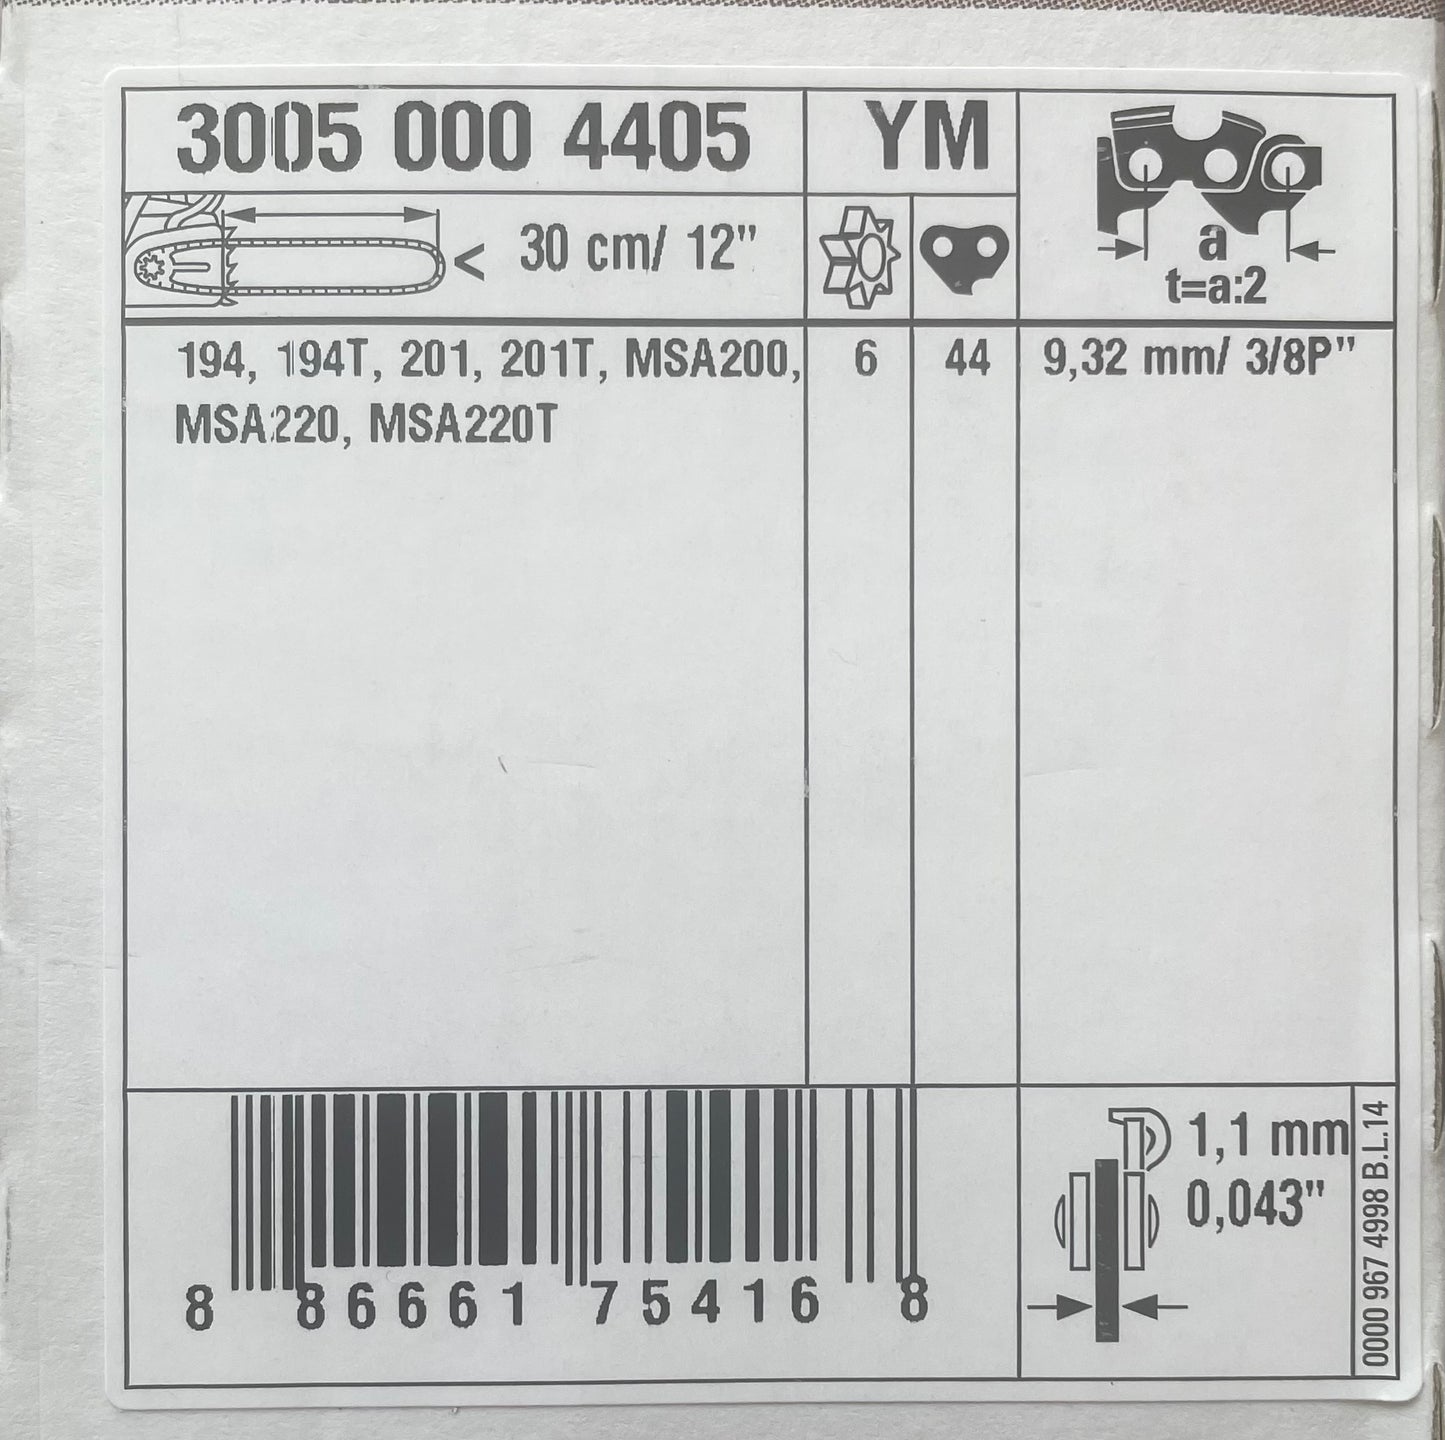 3005 000 4405
YM
a
t=a:2
< 30 cm/ 12"
194, 194T, 201, 201T, MSA200,
MSA220, MSA220T
6
44
9,32 mm/ 3/8P"
8 86661 75416 8
1,1 mm
0,043"
0000 967 4998 B.L.14